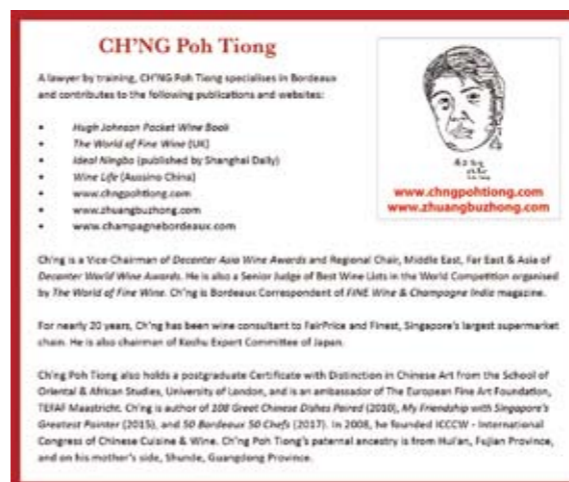 CH'NG Poh Tiong
A lawyer by training, CH'NG Poh Tiong specialises in Bordeaux
and contributes to the following publications and websites:
• Hugh Johnson Pocket Wine Book
• The World of Fine Wine (UK)
• Ideal Ningbo (published by Shanghai Daily)
• Wine Life (Aussino China)
• www.chngpohtiong.com
• www.zhuangbuzhong.com
• www.champagnebordeaux.com
www.chngpohtiong.com
www.zhuangbuzhong.com
Ch'ng is a Vice-Chairman of Decanter Asia Wine Awards and Regional Chair, Middle East, Far East & Asia of
Decanter World Wine Awards. He is also a Senior Judge of Best Wine Lists in the World Competition organised
by The World of Fine Wine. Ch'ng is Bordeaux Correspondent of FINE Wine & Champagne India magazine.
For nearly 20 years, Ch'ng has been wine consultant to FairPrice and Finest, Singapore's largest supermarket
chain. He is also chairman of Koshu Expert Committee of Japan.
Ch'ng Poh Tiong also holds a postgraduate Certificate with Distinction in Chinese Art from the School of
Oriental & African Studies, University of London, and is an ambassador of The European Fine Art Foundation,
TEFAF Maastricht. Ch'ng is author of 108 Great Chinese Dishes Paired (2010), My Friendship with Singapore's
Greatest Painter (2015), and 50 Bordeaux 50 Chefs (2017). In 2008, he founded ICCCW - International
Congress of Chinese Cuisine & Wine. Ch'ng Poh Tiong's paternal ancestry is from Hui'an, Fujian Province,
and on his mother's side, Shunde, Guangdong Province.